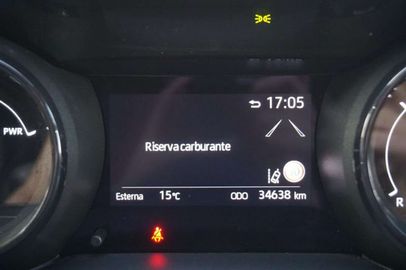 17:05
PWR
Riserva carburante
Esterna 15°C ODO 34638 km
R